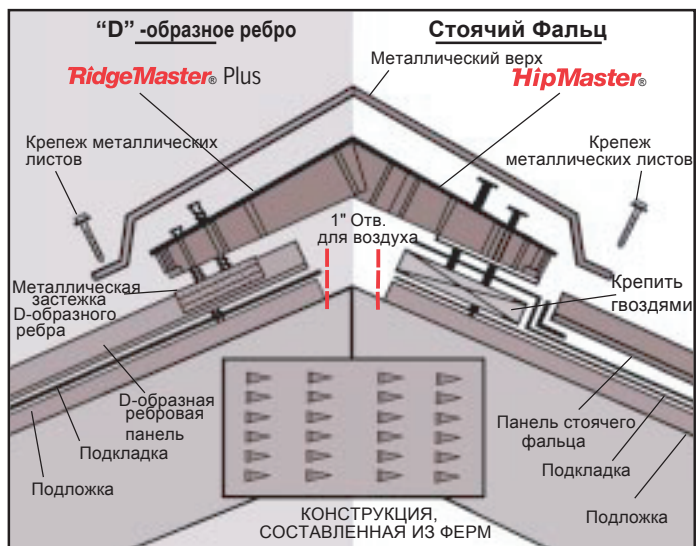 "D" -образное ребро
Стоячий Фальц
Металлический верх
RidgeMaster® Plus
HipMaster®
Крепеж металлических
листов
Крепеж
металлических листов
1" Отв.
для воздуха
Металлическая
застежка
D-образного
ребра
Крепить
гвоздями
D-образная
ребровая
панель
Панель стоячего
фальца
Подкладка
Подкладка
Подложка
Подложка
КОНСТРУКЦИЯ,
СОСТАВЛЕННАЯ ИЗ ФЕРМ